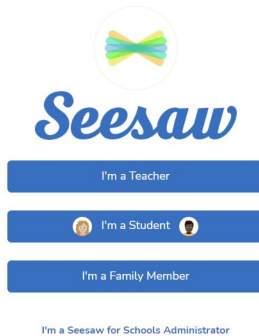 Seesaw
I'm a Teacher
I'm a Student
I'm a Family Member
I'm a Seesaw for Schools Administrator